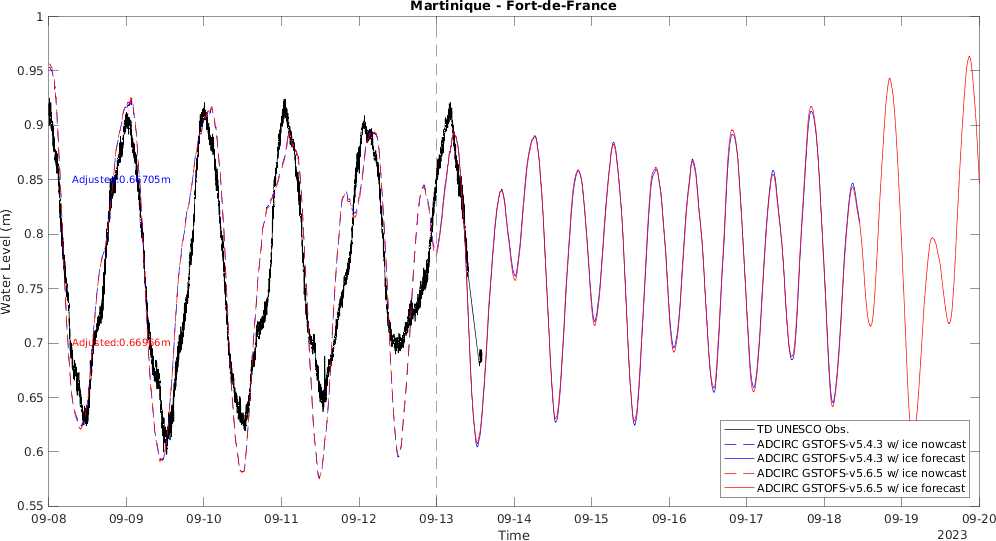 Martinique - Fort-de-France
Water Level (m)
1
0.95
0.9
0.85
0.8
0.75
0.7
0.65
0.6
0.55
Adjusted:0.66705m
Adjusted:0.66966m
TD UNESCO Obs.
ADCIRC GSTOFS-v5.4.3 w/ ice nowcast
ADCIRC GSTOFS-v5.4.3 w/ ice forecast
ADCIRC GSTOFS-v5.6.5 w/ ice nowcast
ADCIRC GSTOFS-v5.6.5 w/ ice forecast
09-08 09-09 09-10 09-11 09-12 09-13 09-14 09-15 09-16 09-17 09-18 09-19 09-20
Time
2023